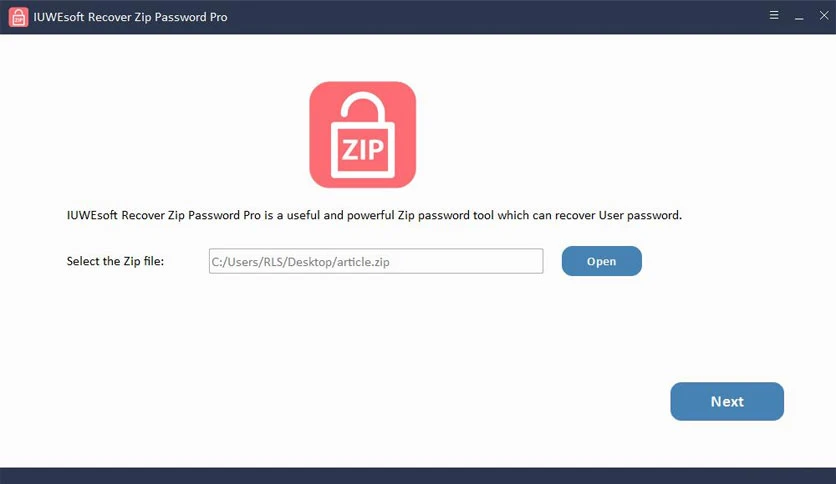 IUWEsoft Recover Zip Password Pro
ZIP
IUWEsoft Recover Zip Password Pro is a useful and powerful Zip password tool which can recover User password.
Select the Zip file: C:/Users/RLS/Desktop/article.zip Open
Next